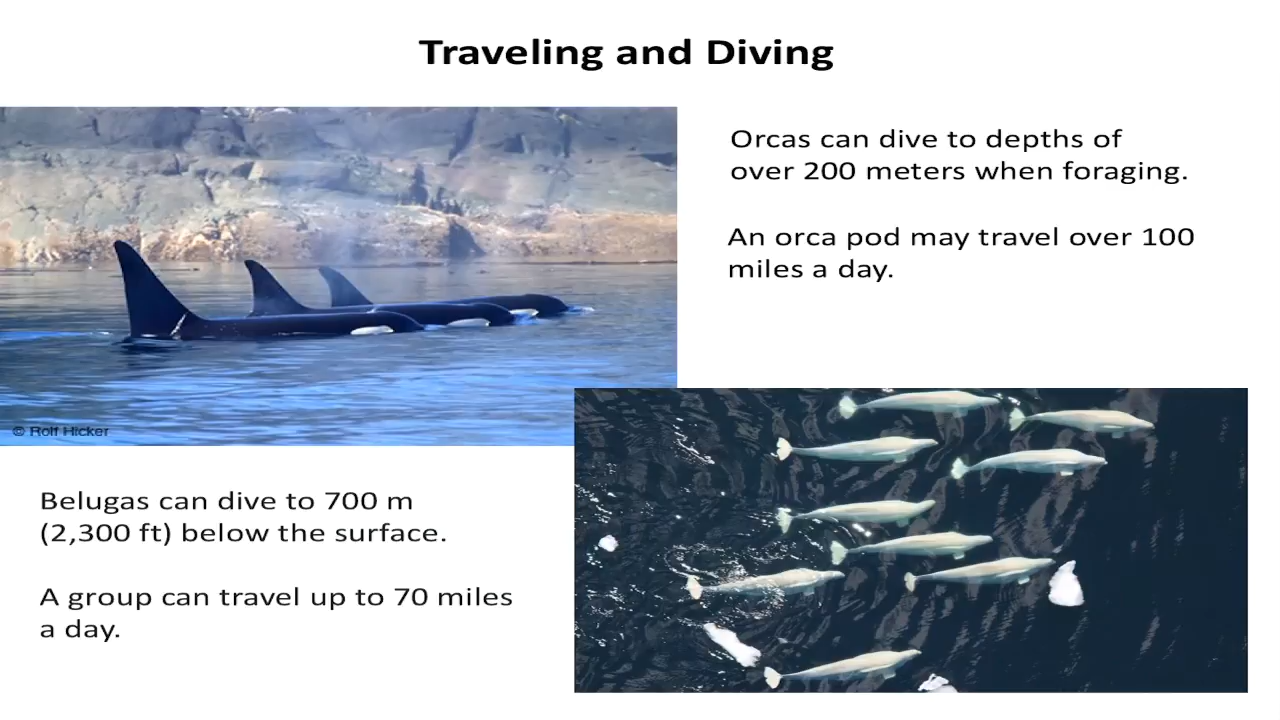 Traveling and Diving
Orcas can dive to depths of
over 200 meters when foraging.
An orca pod may travel over 100
miles a day.
© Rolf Hicker
Belugas can dive to 700 m
(2,300 ft) below the surface.
A group can travel up to 70 miles
a day.